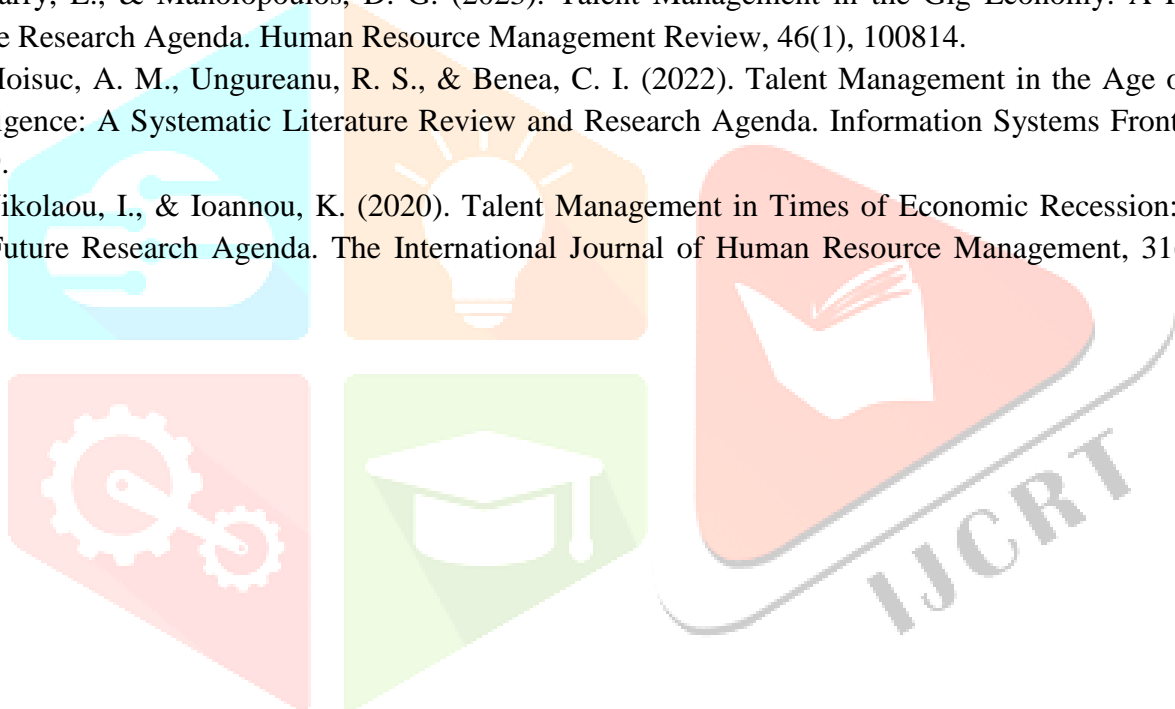 arry, E., & Manolopoulos, D. G. (2023). Talent Management in the Gig Economy: A
e Research Agenda. Human Resource Management Review, 46(1), 100814.
Moisuc, A. M., Ungureanu, R. S., & Benea, C. I. (2022). Talent Management in the Age o
igence: A Systematic Literature Review and Research Agenda. Information Systems Front
ikolaou, I., & Ioannou, K. (2020). Talent Management in Times of Economic Recession:
Future Research Agenda. The International Journal of Human Resource Management, 31
IJCRT